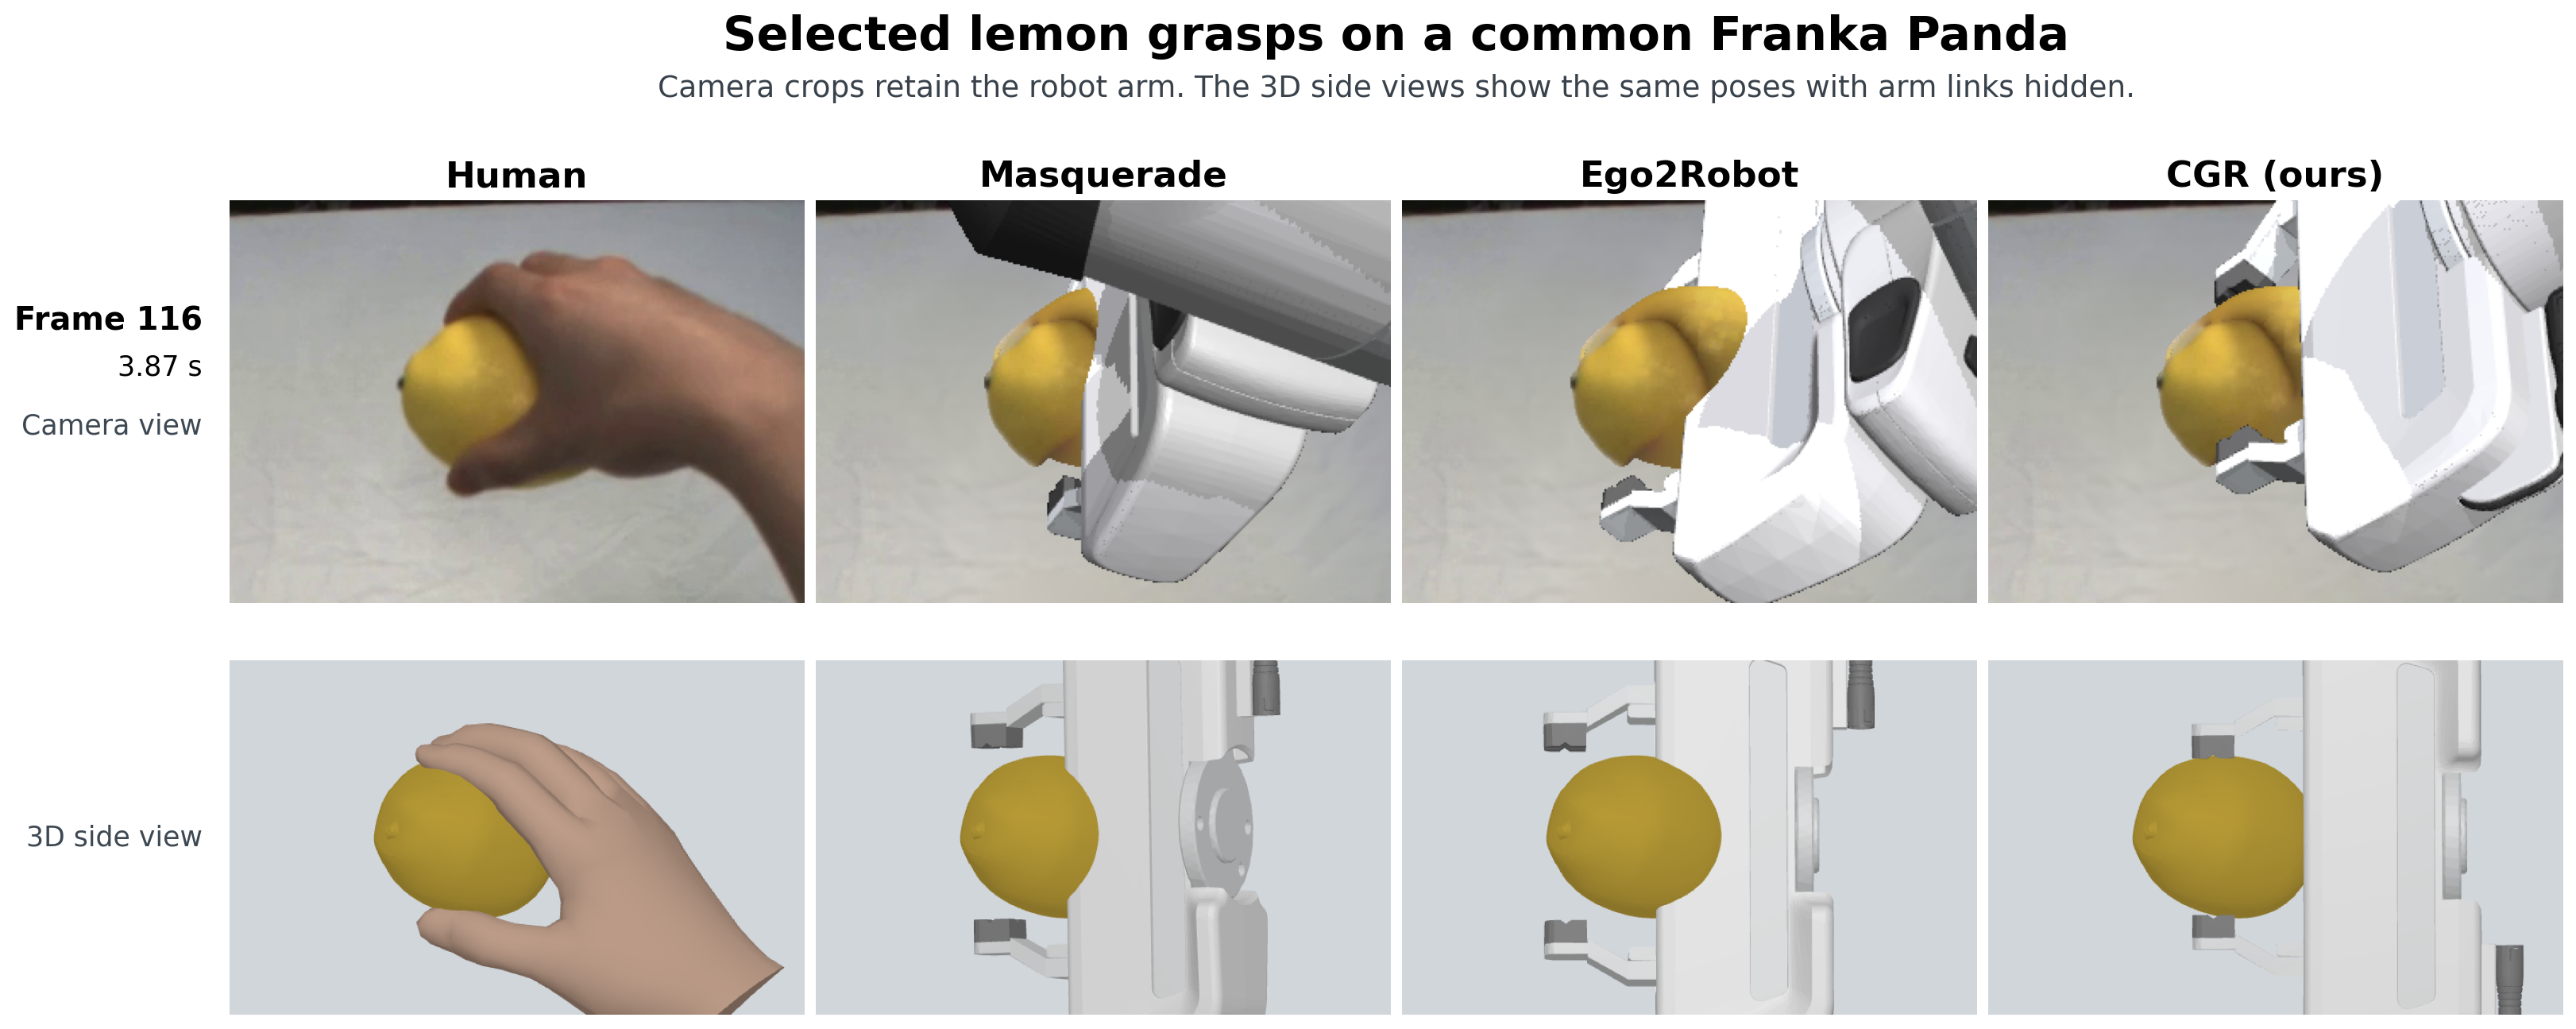 Selected lemon grasps on a common Franka Panda
Camera crops retain the robot arm. The 3D side views show the same poses with arm links hidden.
Human
Masquerade
Ego2Robot
CGR (ours)
Frame 116
3.87 s
Camera view
3D side view